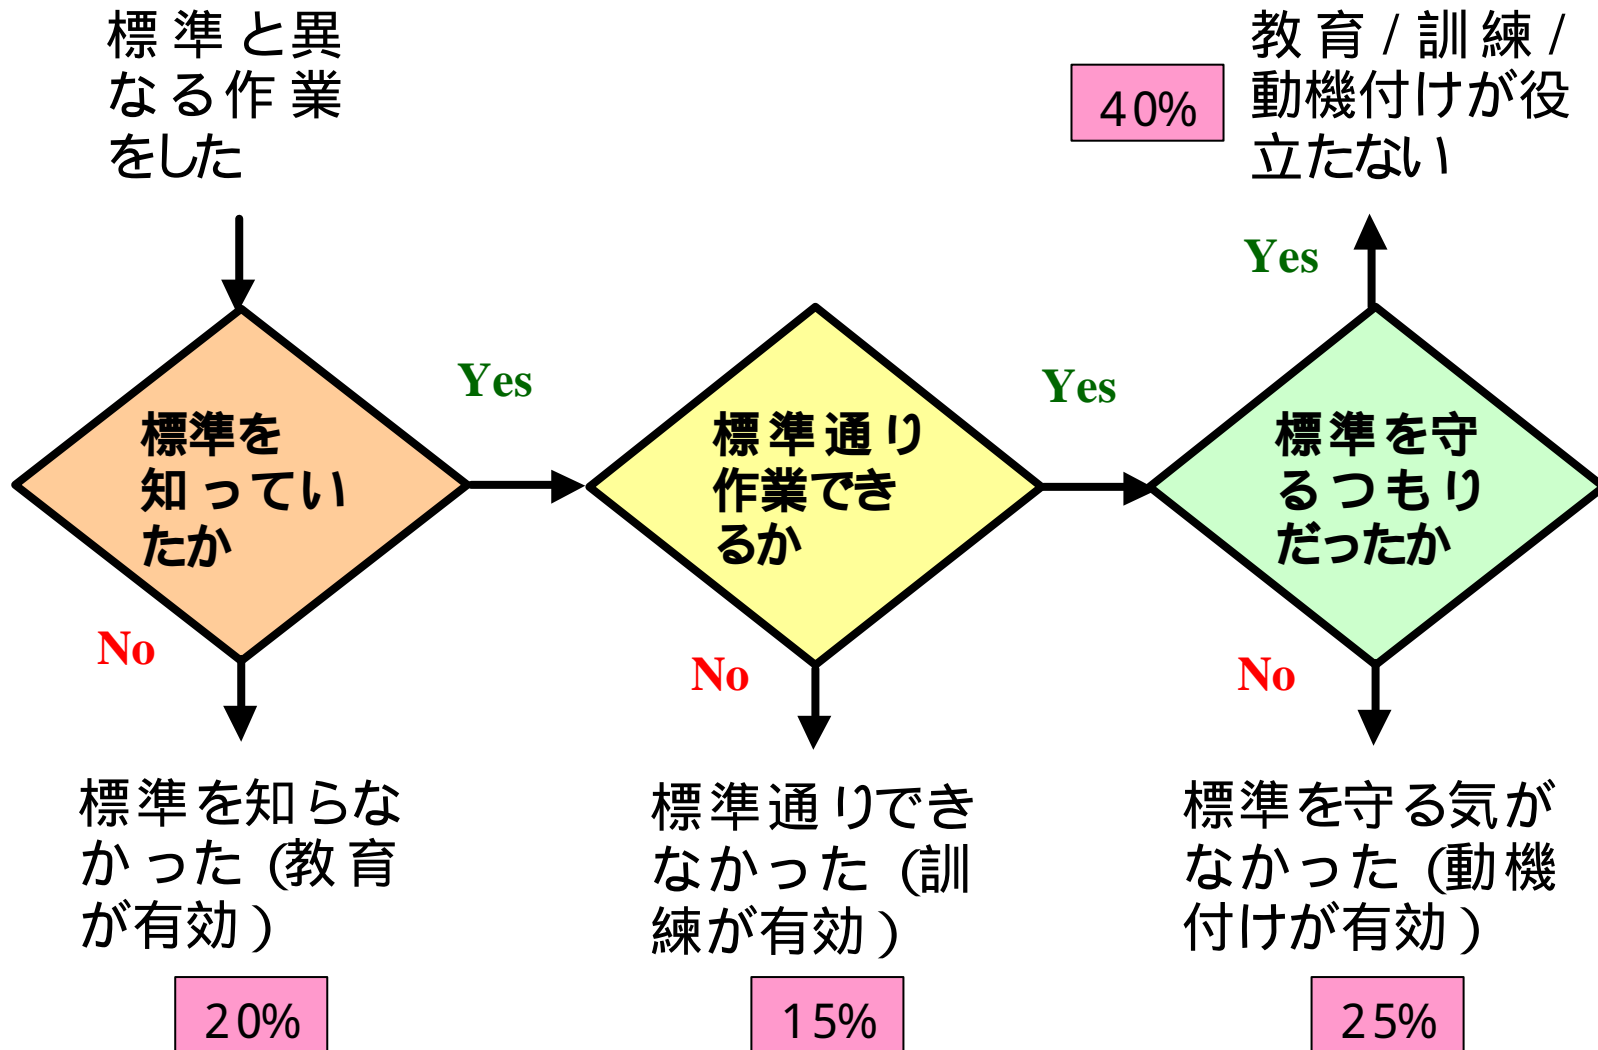 標準と異
なる作業
をした
40%
教育/訓練/
動機付けが役
立たない
Yes
Yes
Yes
標準を
知ってい
たか
標準通り
作業でき
るか
標準を守
るつもり
だったか
No
No
No
標準を知らな
かった(教育
が有効)
標準通りでき
なかった(訓
練が有効)
標準を守る気が
なかった(動機
付けが有効)
20%
15%
25%